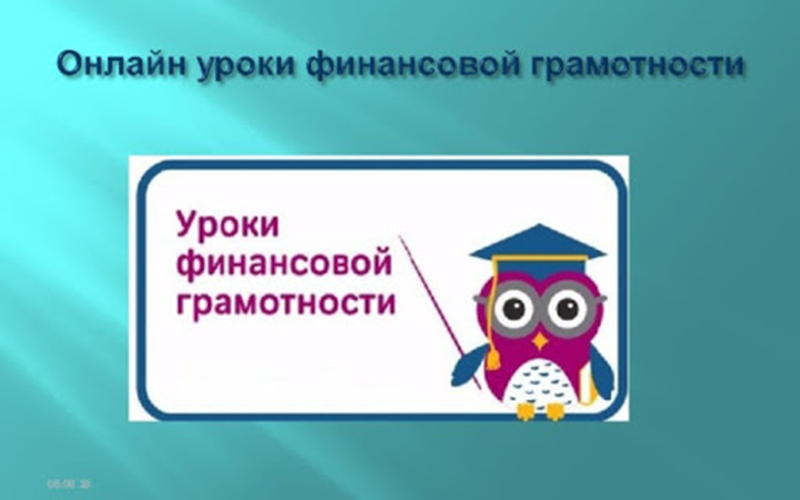 Онлайн уроки финансовой грамотности
Уроки
финансовой
грамотности